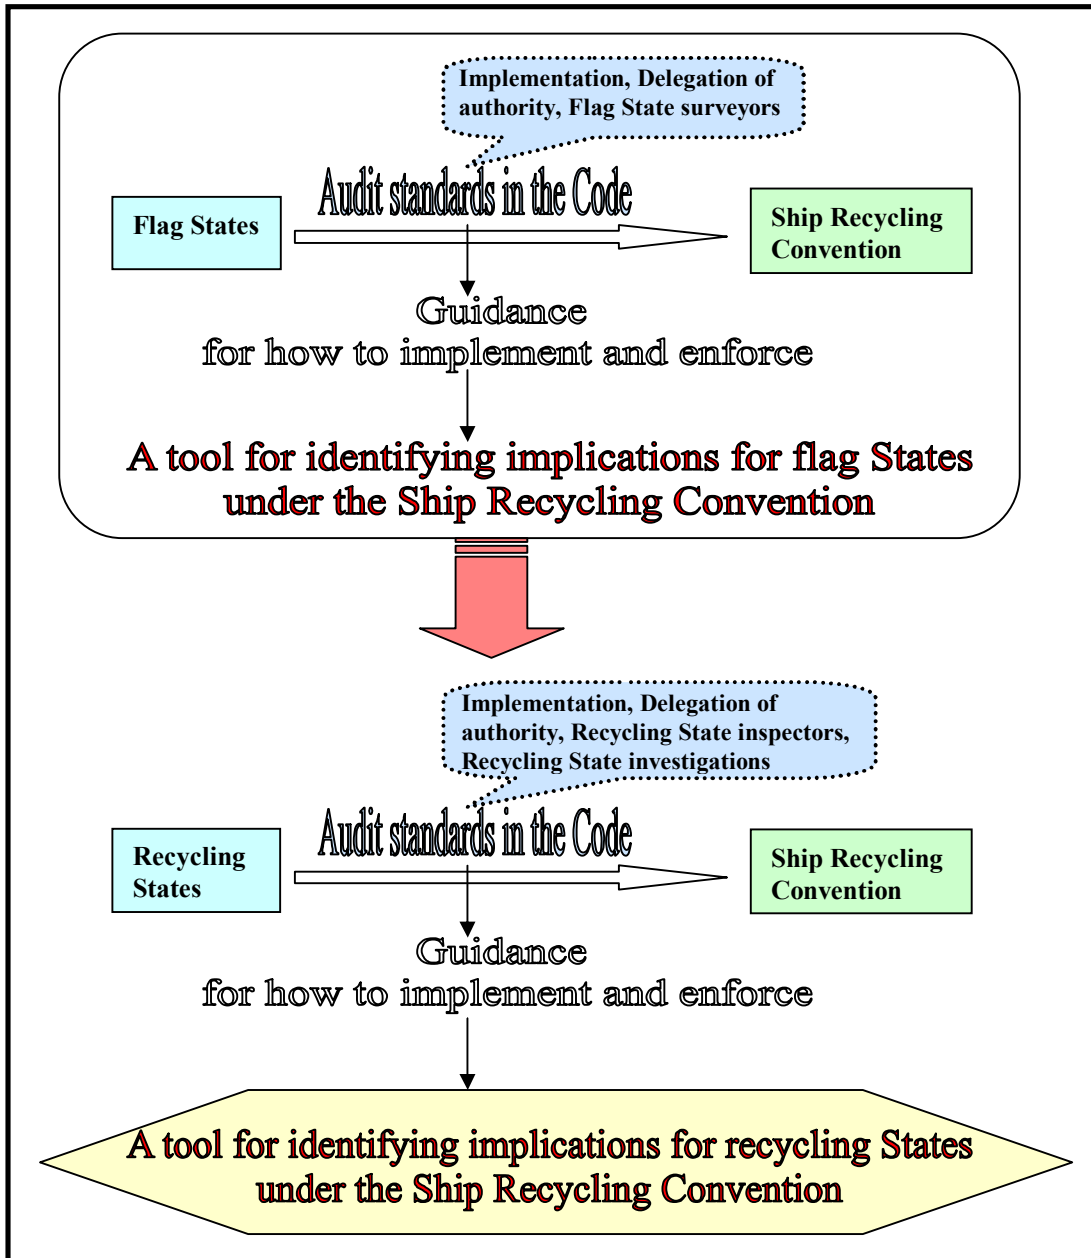 Implementation, Delegation of
authority, Flag State surveyors
Audit standards in the Code
Flag States
Ship Recycling
Convention
Guidance
for how to implement and enforce
A tool for identifying implications for flag States
under the Ship Recycling Convention
Implementation, Delegation of
authority, Recycling State inspectors,
Recycling State investigations
Audit standards in the Code
Recycling
States
Ship Recycling
Convention
Guidance
for how to implement and enforce
A tool for identifying implications for recycling States
under the Ship Recycling Convention